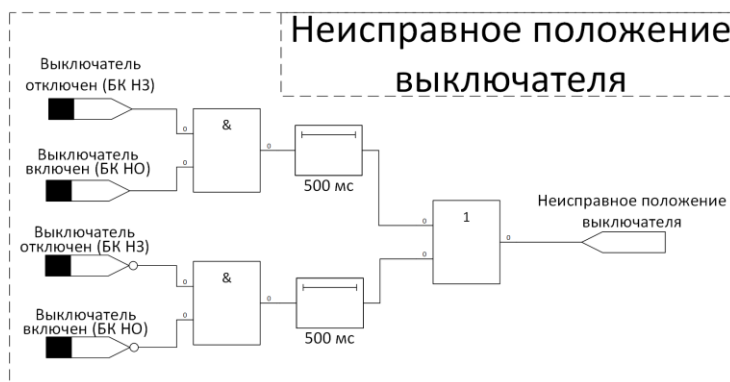 Неисправное положение
выключателя
Выключатель
отключен (БК НЗ)
0
&
0
0
500 мс
Выключатель
включен (БК НО)
0
1
0
0
Неисправное положение
выключателя
Выключатель
отключен (БК НЗ)
0
&
0
0
500 мс
Выключатель
включен (БК НО)